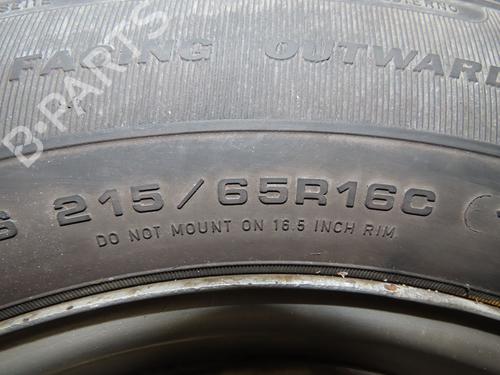 FACING OUTWARD
S 215/65R16C
DO NOT MOUNT ON 16.5 INCH RIM
B-PARTS